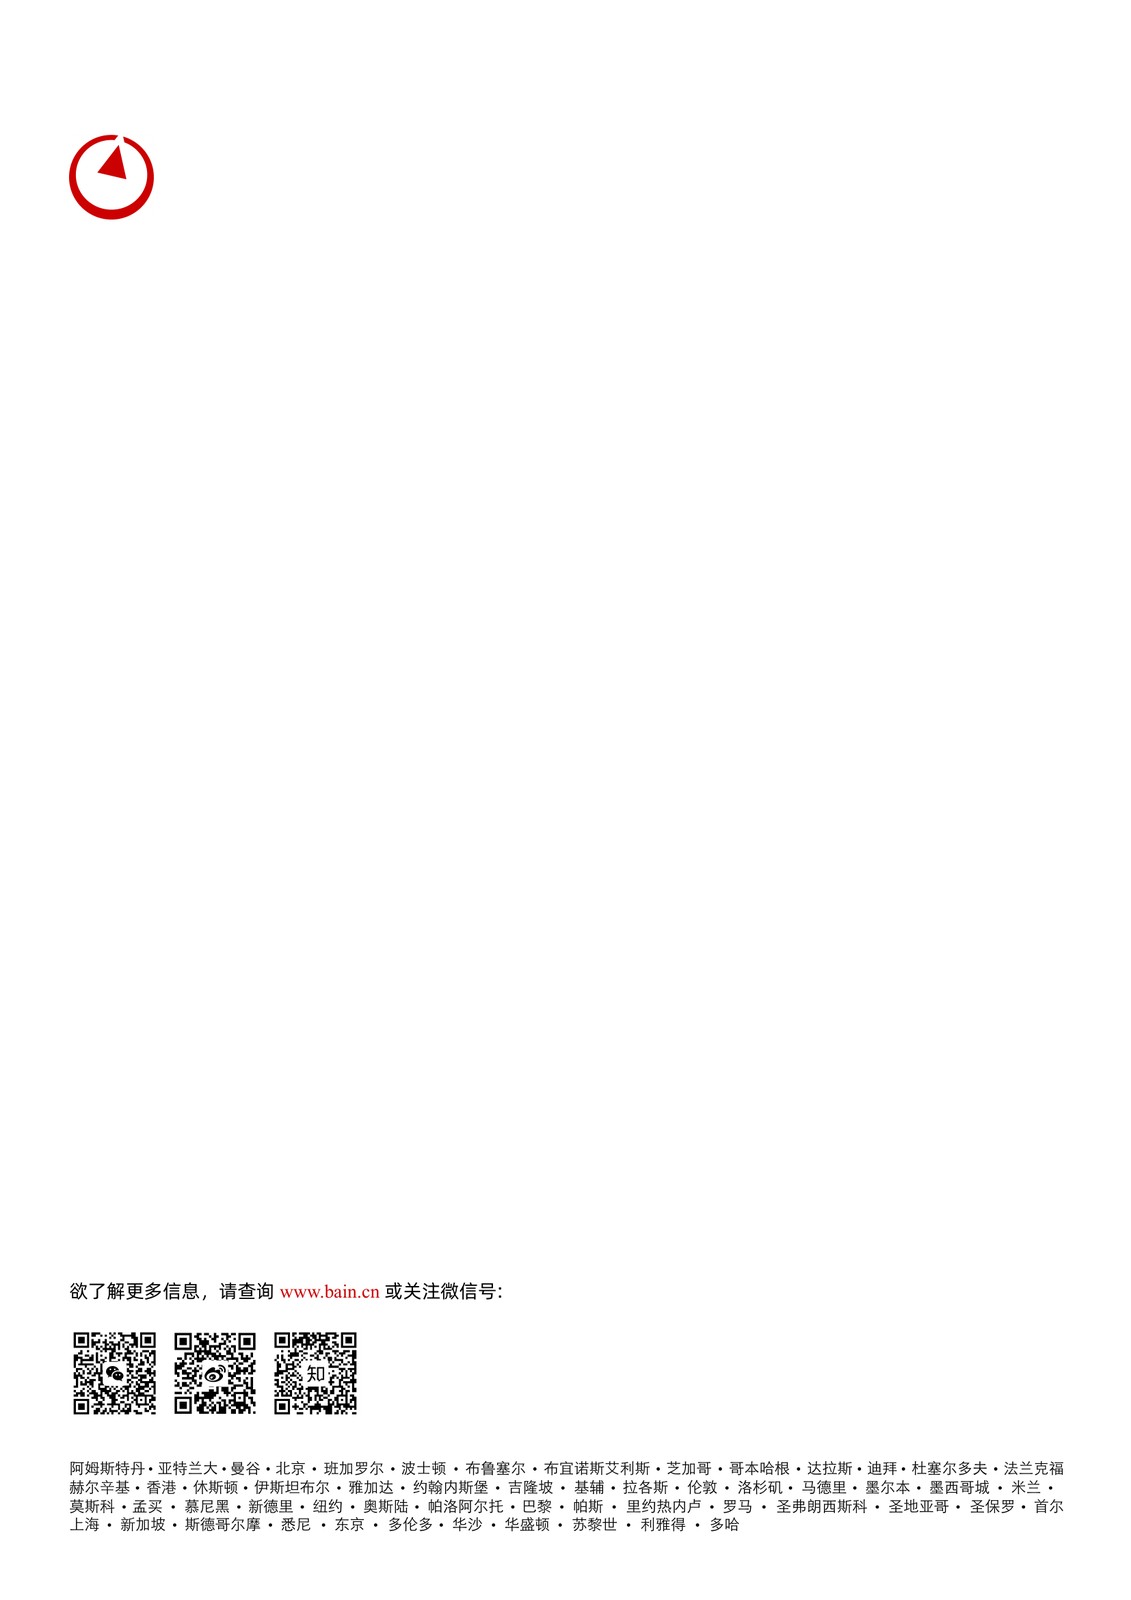 欲了解更多信息，请查询 www.bain.cn 或关注微信号：
知
阿姆斯特丹 • 亚特兰大 • 曼谷 • 北京 • 班加罗尔 • 波士顿 • 布鲁塞尔 • 布宜诺斯艾利斯 • 芝加哥 • 哥本哈根 • 达拉斯 • 迪拜 • 杜塞尔多夫 • 法兰克福
赫尔辛基 • 香港 • 休斯顿 • 伊斯坦布尔 • 雅加达 • 约翰内斯堡 • 吉隆坡 • 基辅 • 拉各斯 • 伦敦 • 洛杉矶 • 马德里 • 墨尔本 • 墨西哥城 • 米兰 •
莫斯科 • 孟买 • 慕尼黑 • 新德里 • 纽约 • 奥斯陆 • 帕洛阿尔托 • 巴黎 • 帕斯 • 里约热内卢 • 罗马 • 圣弗朗西斯科 • 圣地亚哥 • 圣保罗 • 首尔
上海 • 新加坡 • 斯德哥尔摩 • 悉尼 • 东京 • 多伦多 • 华沙 • 华盛顿 • 苏黎世 • 利雅得 • 多哈